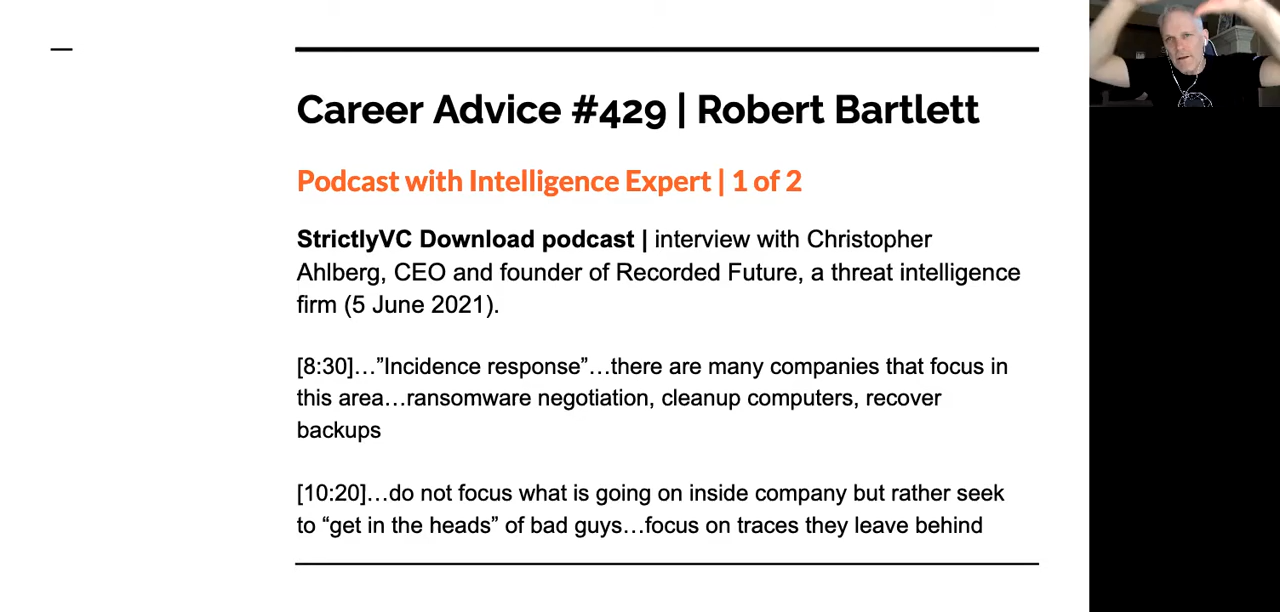 Career Advice #429 | Robert Bartlett
Podcast with Intelligence Expert | 1 of 2
StrictlyVC Download podcast | interview with Christopher
Ahlberg, CEO and founder of Recorded Future, a threat intelligence
firm (5 June 2021).
[8:30]…”Incidence response”…there are many companies that focus in
this area…ransomware negotiation, cleanup computers, recover
backups
[10:20]…do not focus what is going on inside company but rather seek
to “get in the heads” of bad guys…focus on traces they leave behind